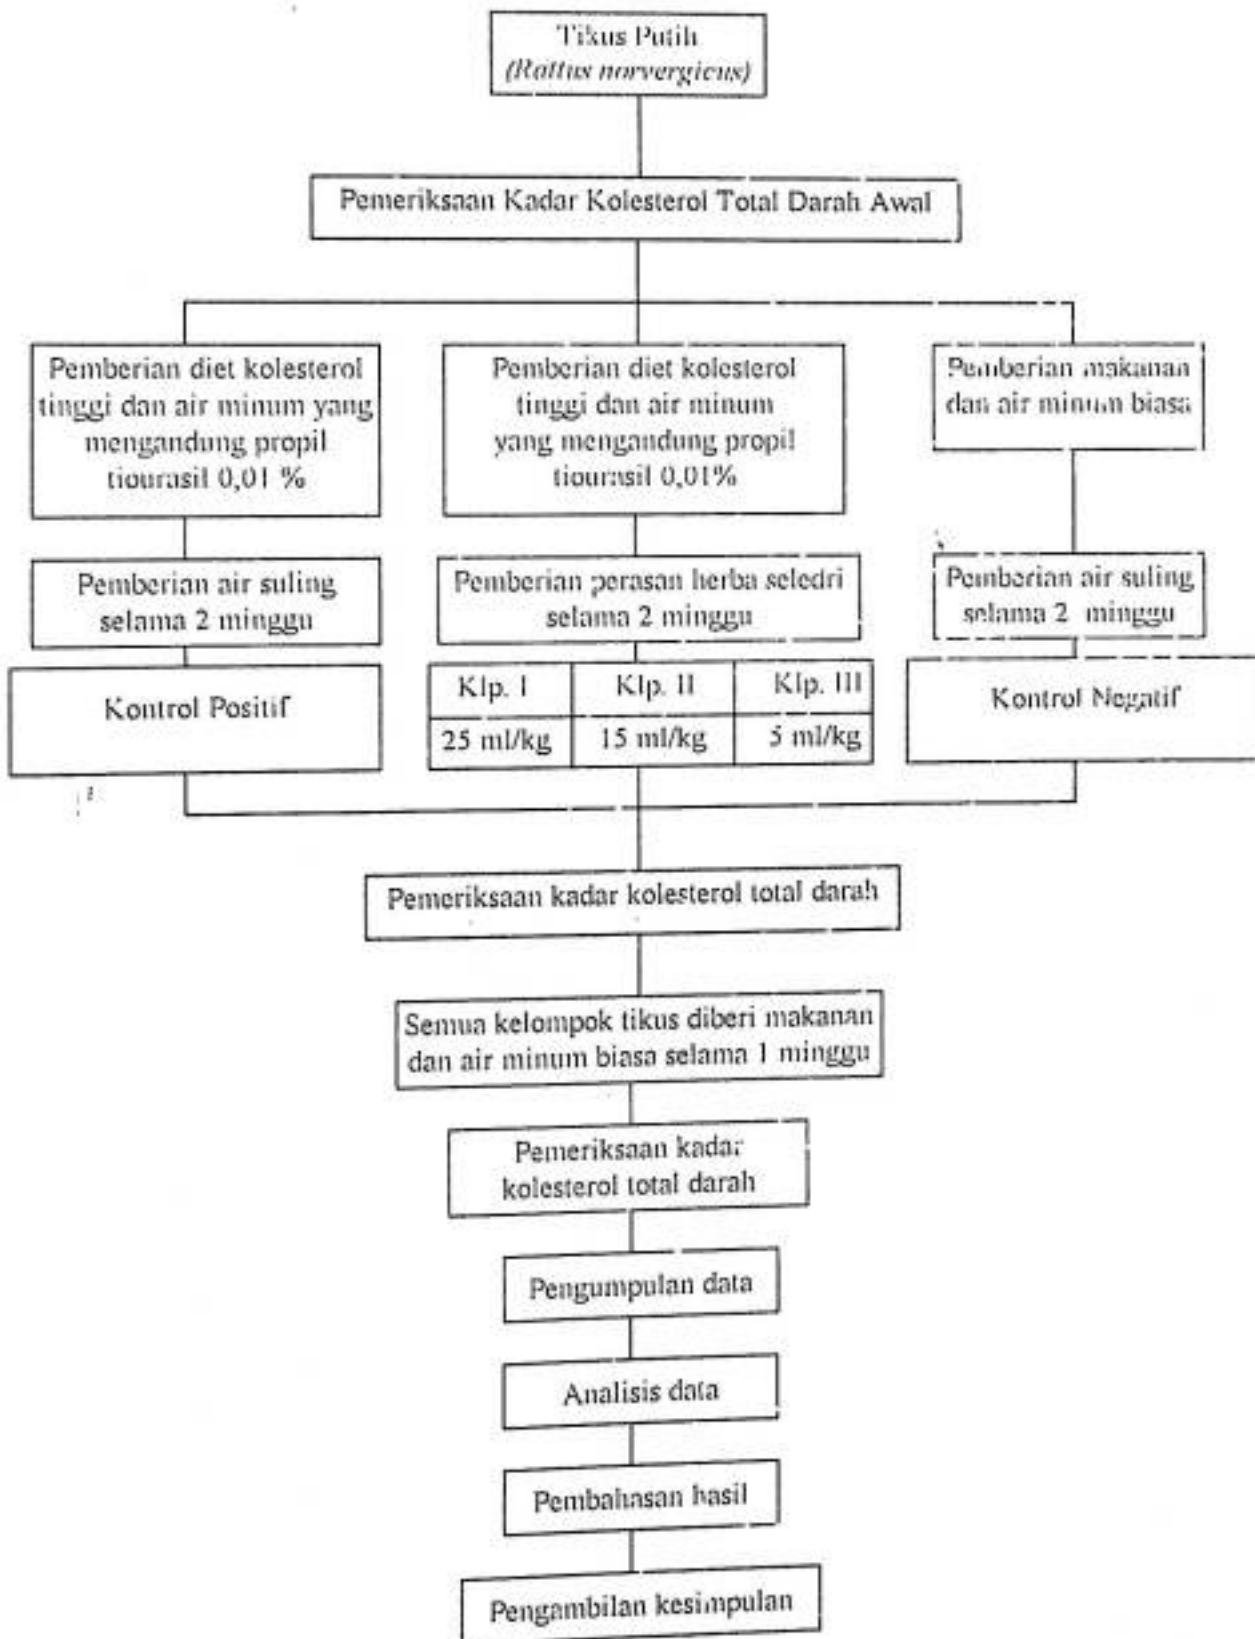 Tikus Putih
(Rattus norvergicus)
Pemeriksaan Kadar Kolesterol Total Darah Awal
Pemberian diet kolesterol
tinggi dan air minum yang
mengandung propil
tiourasil 0,01 %
Pemberian diet kolesterol
tinggi dan air minum
yang mengandung propil
tiourasil 0,01%
Pemberian makanan
dan air minum biasa
Pemberian air suling
selama 2 minggu
Pemberian perasan herba seledri
selama 2 minggu
Pemberian air suling
selama 2 minggu
Kontrol Positif
Klp. I
Klp. II
Klp. III
25 ml/kg
15 ml/kg
5 ml/kg
Kontrol Negatif
Pemeriksaan kadar kolesterol total darah
Semua kelompok tikus diberi makanan
dan air minum biasa selama 1 minggu
Pemeriksaan kadar
kolesterol total darah
Pengumpulan data
Analisis data
Pembahasan hasil
Pengambilan kesimpulan